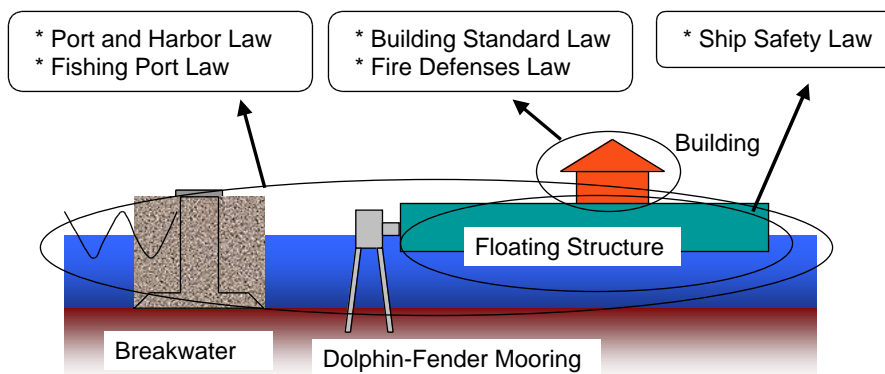 * Port and Harbor Law
* Fishing Port Law
* Building Standard Law
* Fire Defenses Law
* Ship Safety Law
Building
Floating Structure
Breakwater
Dolphin-Fender Mooring